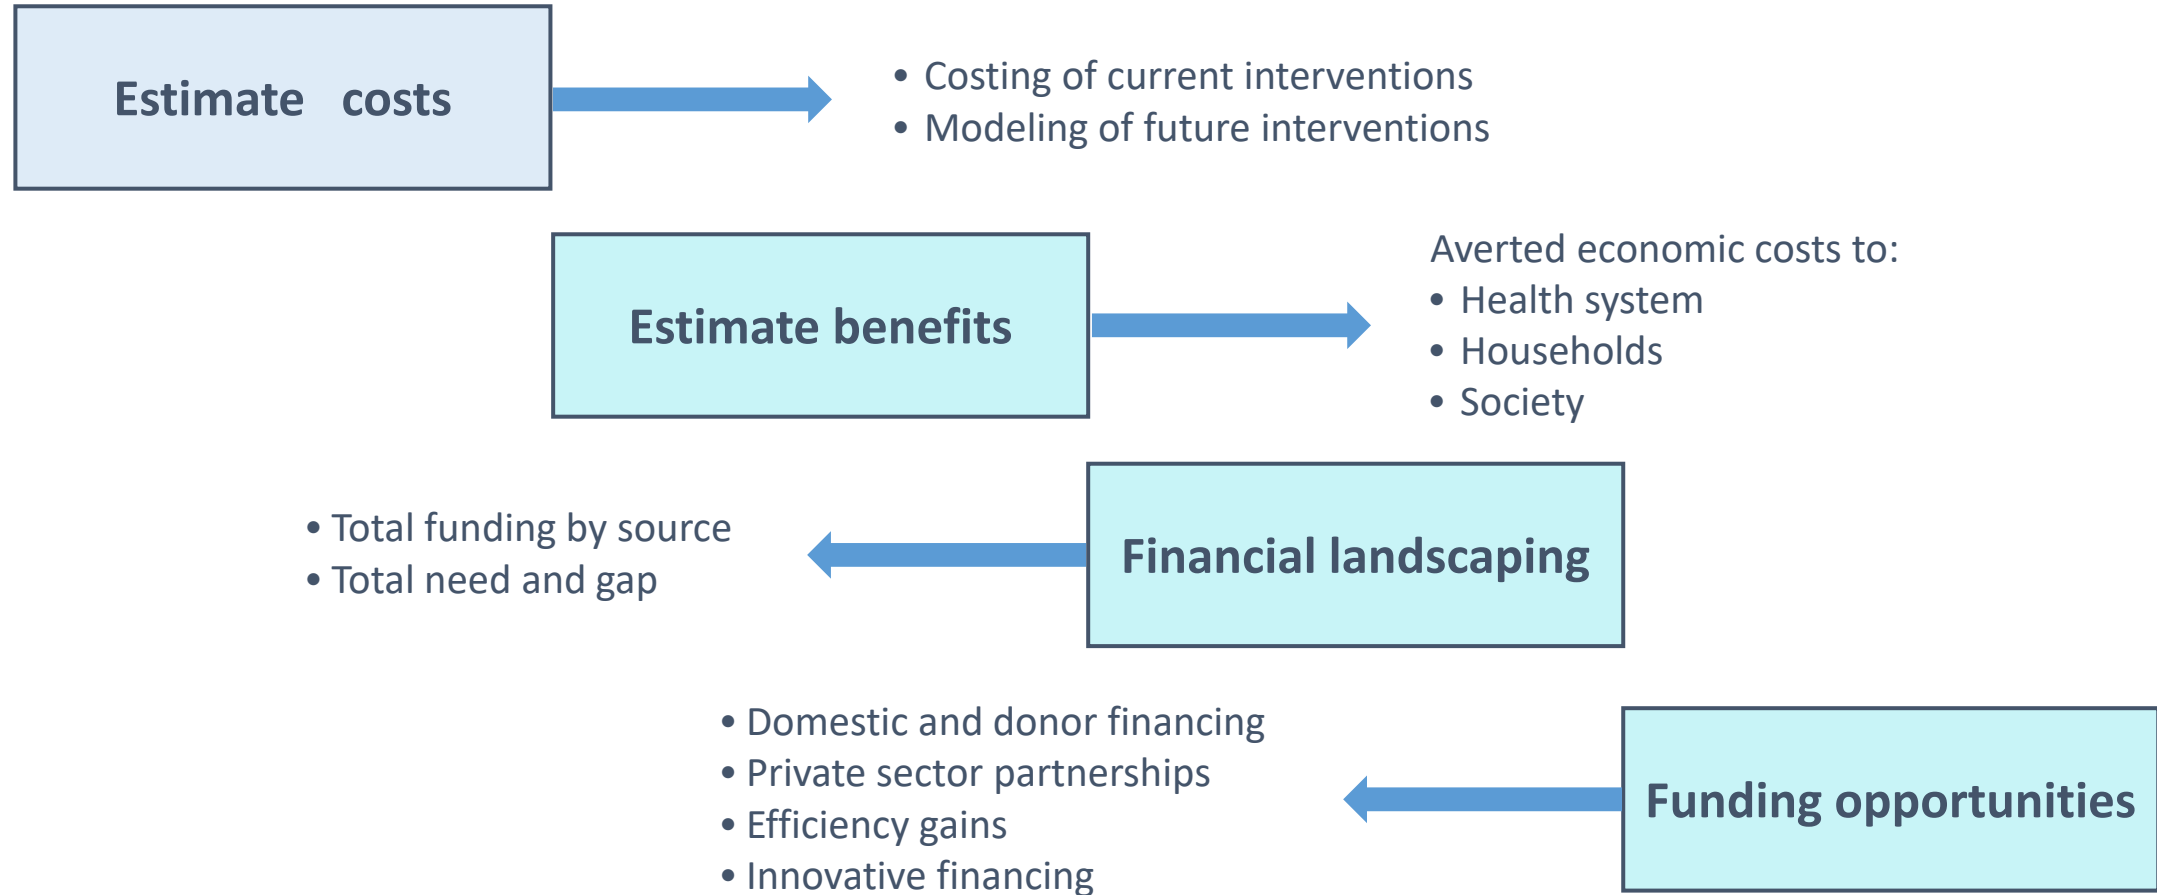 Estimate costs
• Costing of current interventions
• Modeling of future interventions
Estimate benefits
Averted economic costs to:
• Health system
• Households
• Society
Financial landscaping
• Total funding by source
• Total need and gap
Funding opportunities
• Domestic and donor financing
• Private sector partnerships
• Efficiency gains
• Innovative financing